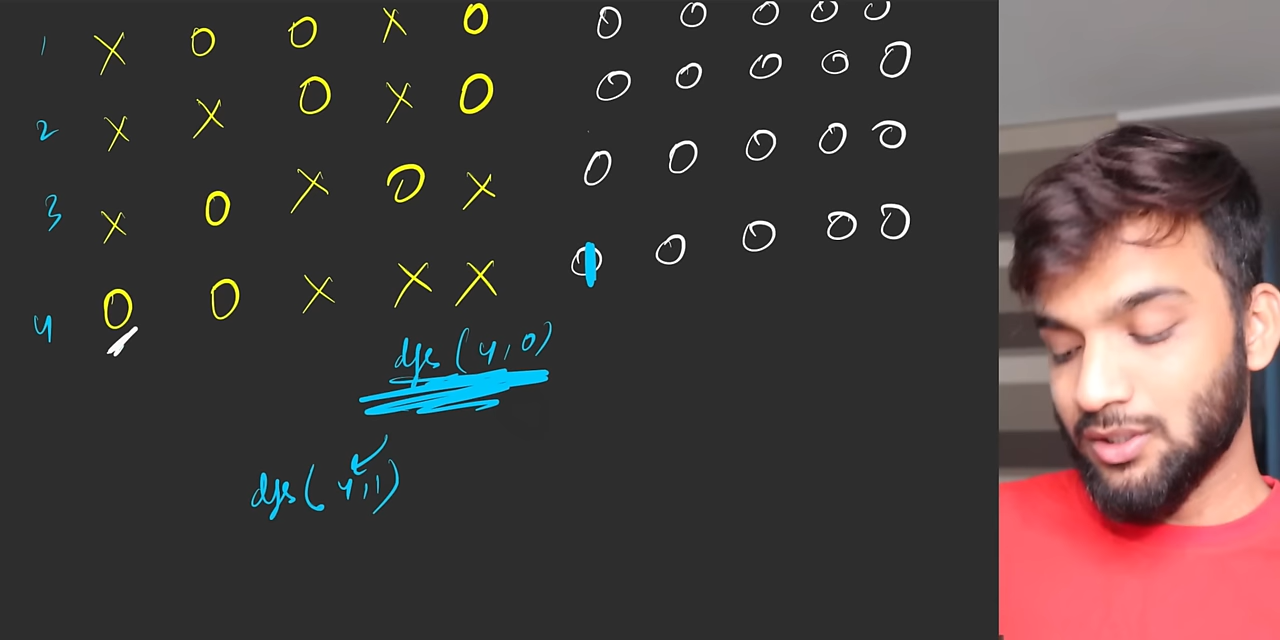 1 X O O X O O O O O O
2 X X O X O O O O O O
3 X O X O X O O O O O
4 O O X X X O O O O O
dfs(4,0)
dfs(4,1)